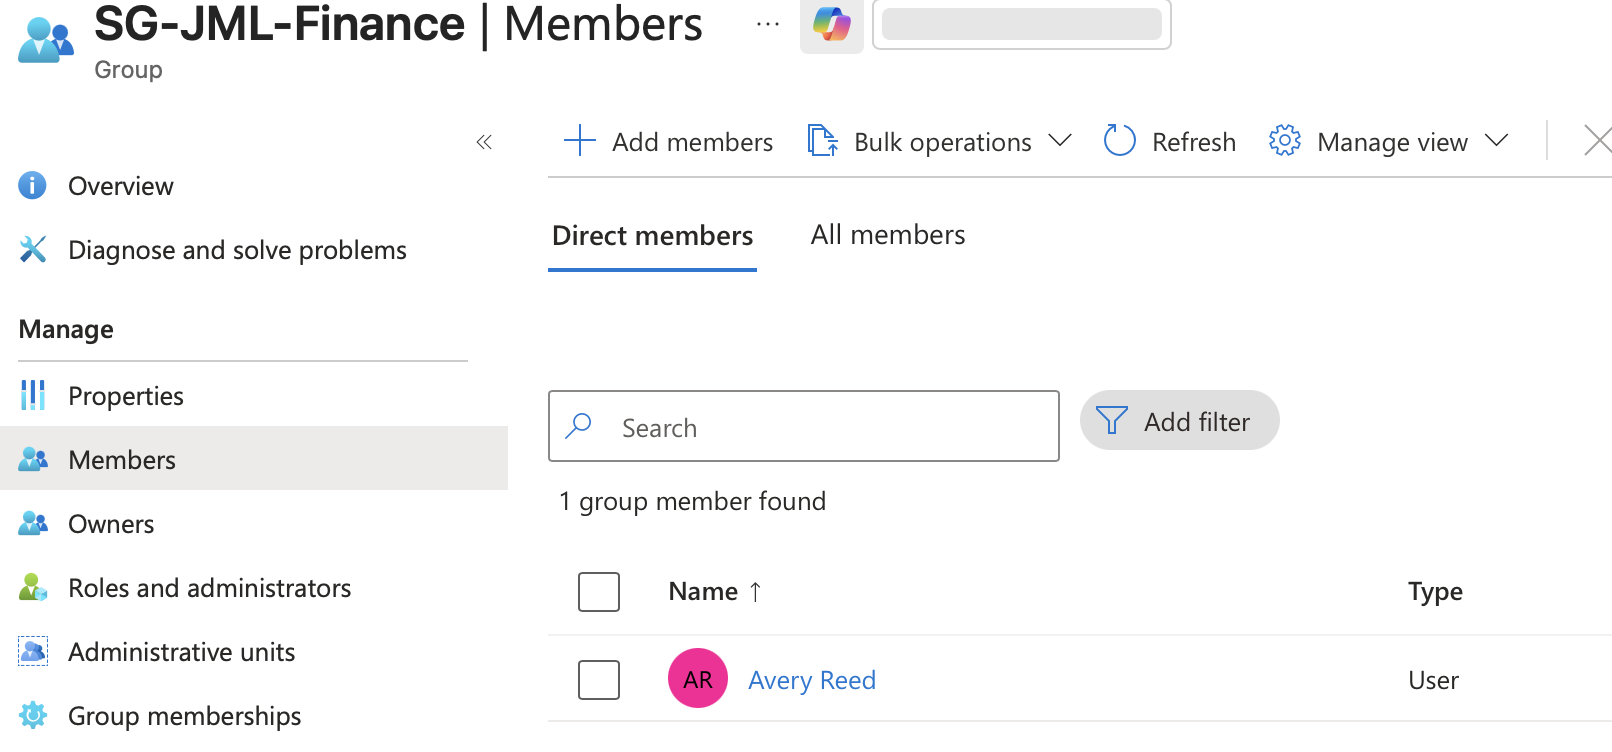 SG-JML-Finance | Members ···
Group
«
Add members Bulk operations Refresh Manage view
Overview
Diagnose and solve problems
Manage
Properties
Members
Owners
Roles and administrators
Administrative units
Group memberships
Direct members All members
Search Add filter
1 group member found
Name ↑ Type
AR Avery Reed User